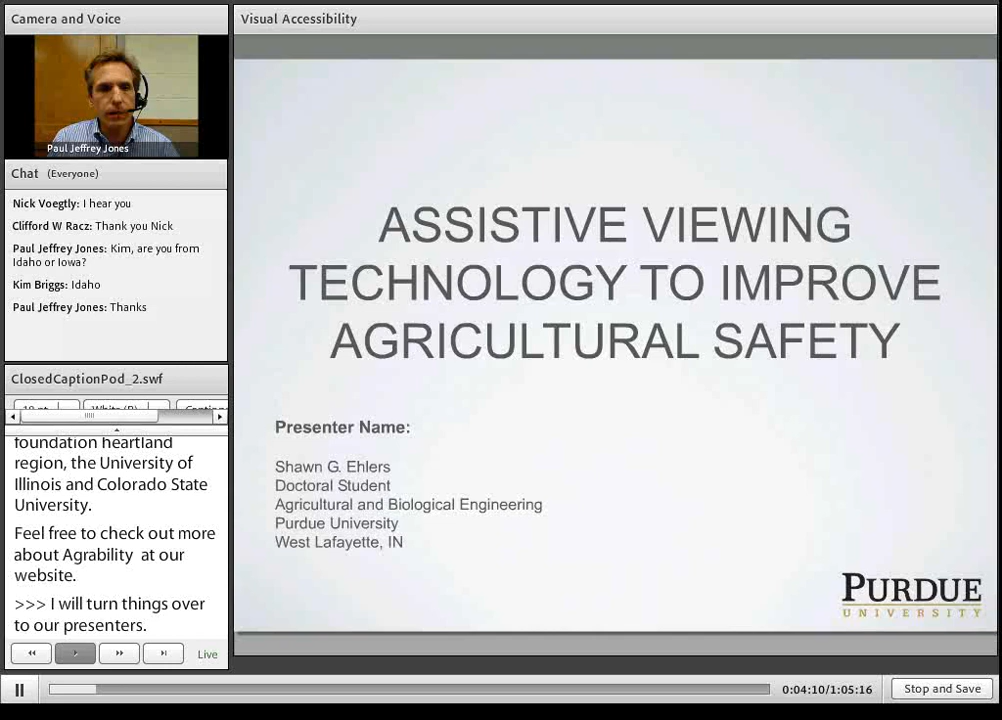 Camera and Voice
Paul Jeffrey Jones
Chat (Everyone)
Nick Voegtly: I hear you
Clifford W Racz: Thank you Nick
Paul Jeffrey Jones: Kim, are you from
Idaho or Iowa?
Kim Briggs: Idaho
Paul Jeffrey Jones: Thanks
ClosedCaptionPod_2.swf
foundation heartland
region, the University of
Illinois and Colorado State
University.
Feel free to check out more
about Agrability at our
website.
>>> I will turn things over
to our presenters.
Live
Visual Accessibility
ASSISTIVE VIEWING
TECHNOLOGY TO IMPROVE
AGRICULTURAL SAFETY
Presenter Name:
Shawn G. Ehlers
Doctoral Student
Agricultural and Biological Engineering
Purdue University
West Lafayette, IN
PURDUE
UNIVERSITY
0:04:10/1:05:16
Stop and Save